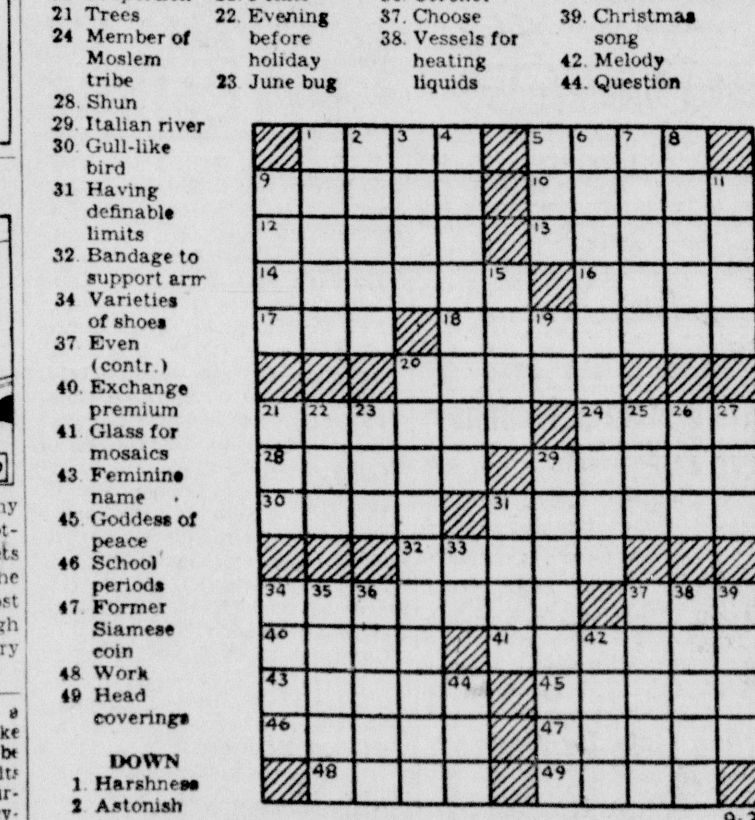 21 Trees
24 Member of
Moslem
tribe
28. Shun
29. Italian river
30. Gull-like
bird
31 Having
definable
limits
32. Bandage to
support arm
34 Varieties
of shoes
37 Even
(contr.)
40. Exchange
premium
41. Glass for
mosaics
43 Feminine
name
45. Goddess of
peace
46 School
periods
47. Former
Siamese
coin
48 Work
49 Head
coverings
DOWN
1. Harshness
2 Astonish
22. Evening
before
holiday
23 June bug
37. Choose
38. Vessels for
heating
liquids
39. Christmas
song
42. Melody
44. Question
1 2 3 4 5 6 7 8
9 10 11
12 13
14 15 16
17 18 19
20
21 22 23 24 25 26 27
28 29
30 31
32 33
34 35 36 37 38 39
40 41 42
43 44 45
46 47
48 49